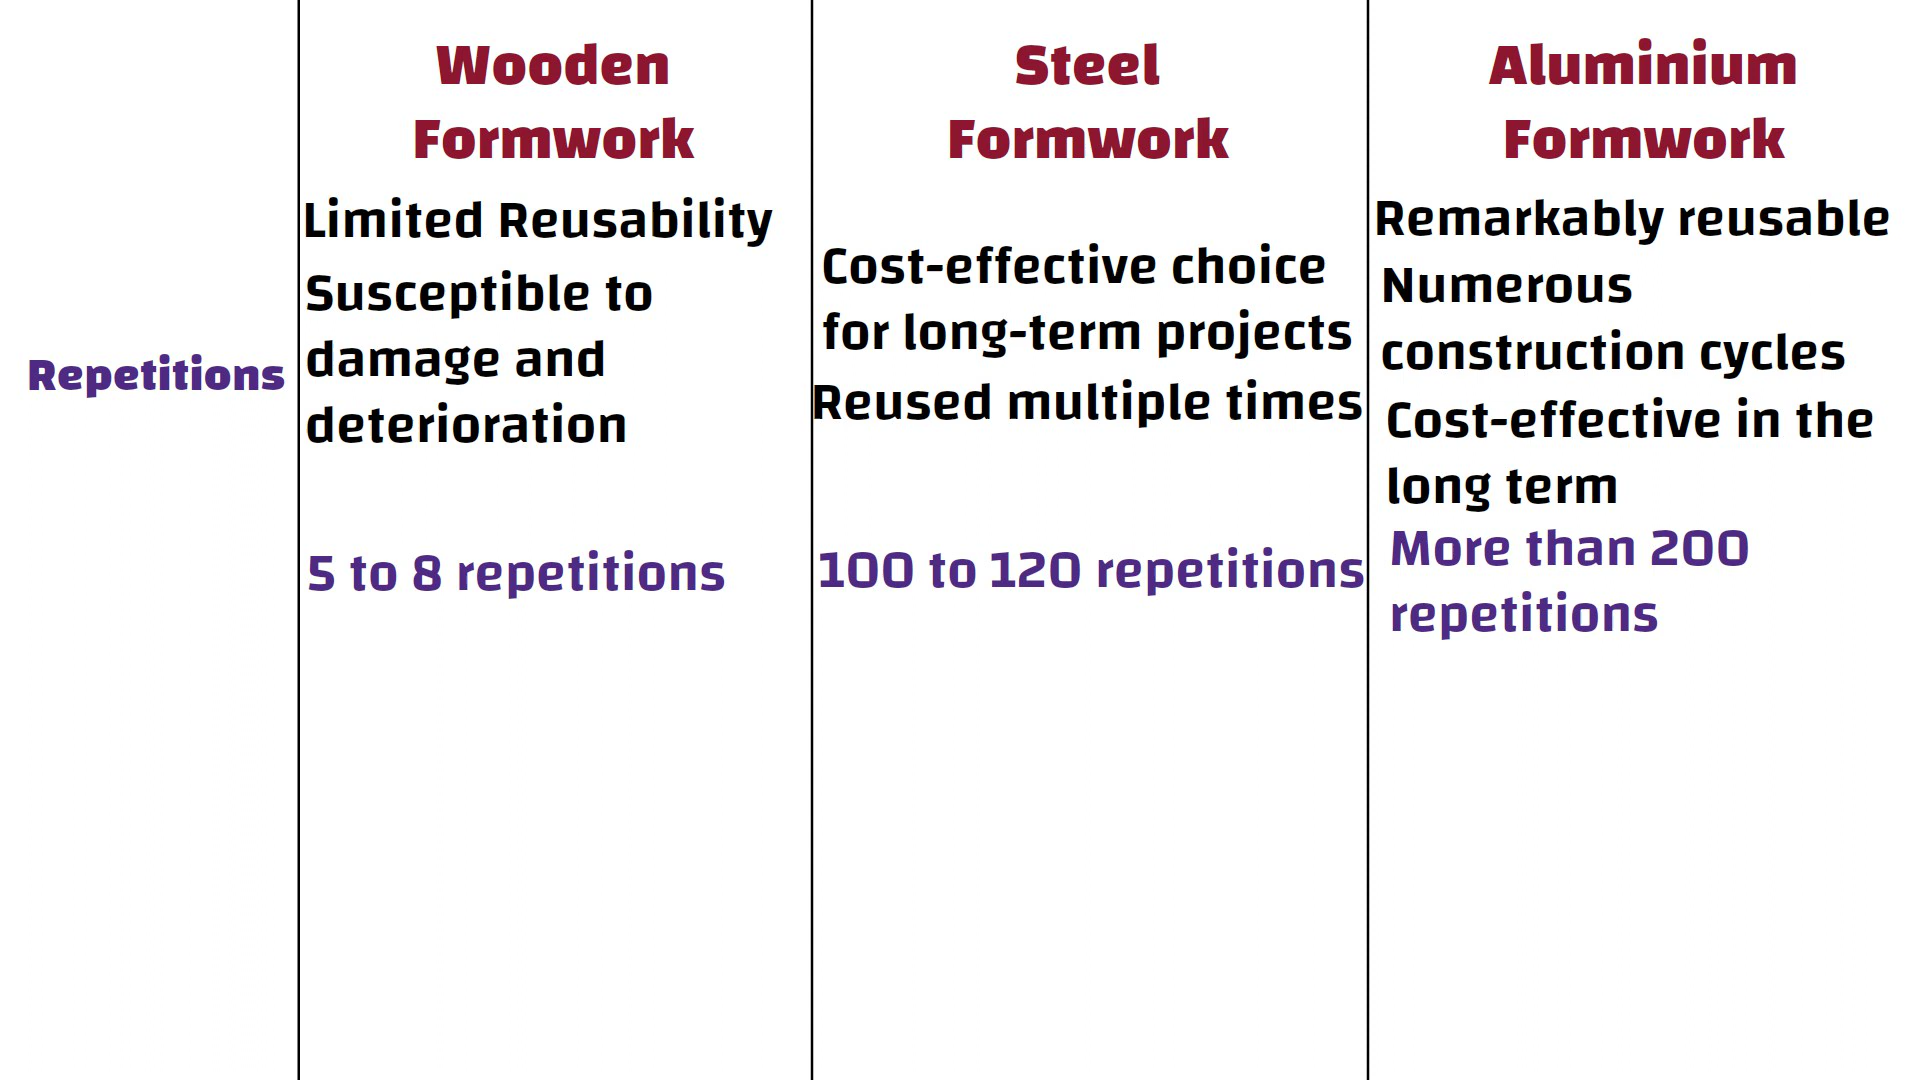 Wooden
Formwork
Steel
Formwork
Aluminium
Formwork
Repetitions
Limited Reusability
Susceptible to
damage and
deterioration
5 to 8 repetitions
Cost-effective choice
for long-term projects
Reused multiple times
100 to 120 repetitions
Remarkably reusable
Numerous
construction cycles
Cost-effective in the
long term
More than 200
repetitions